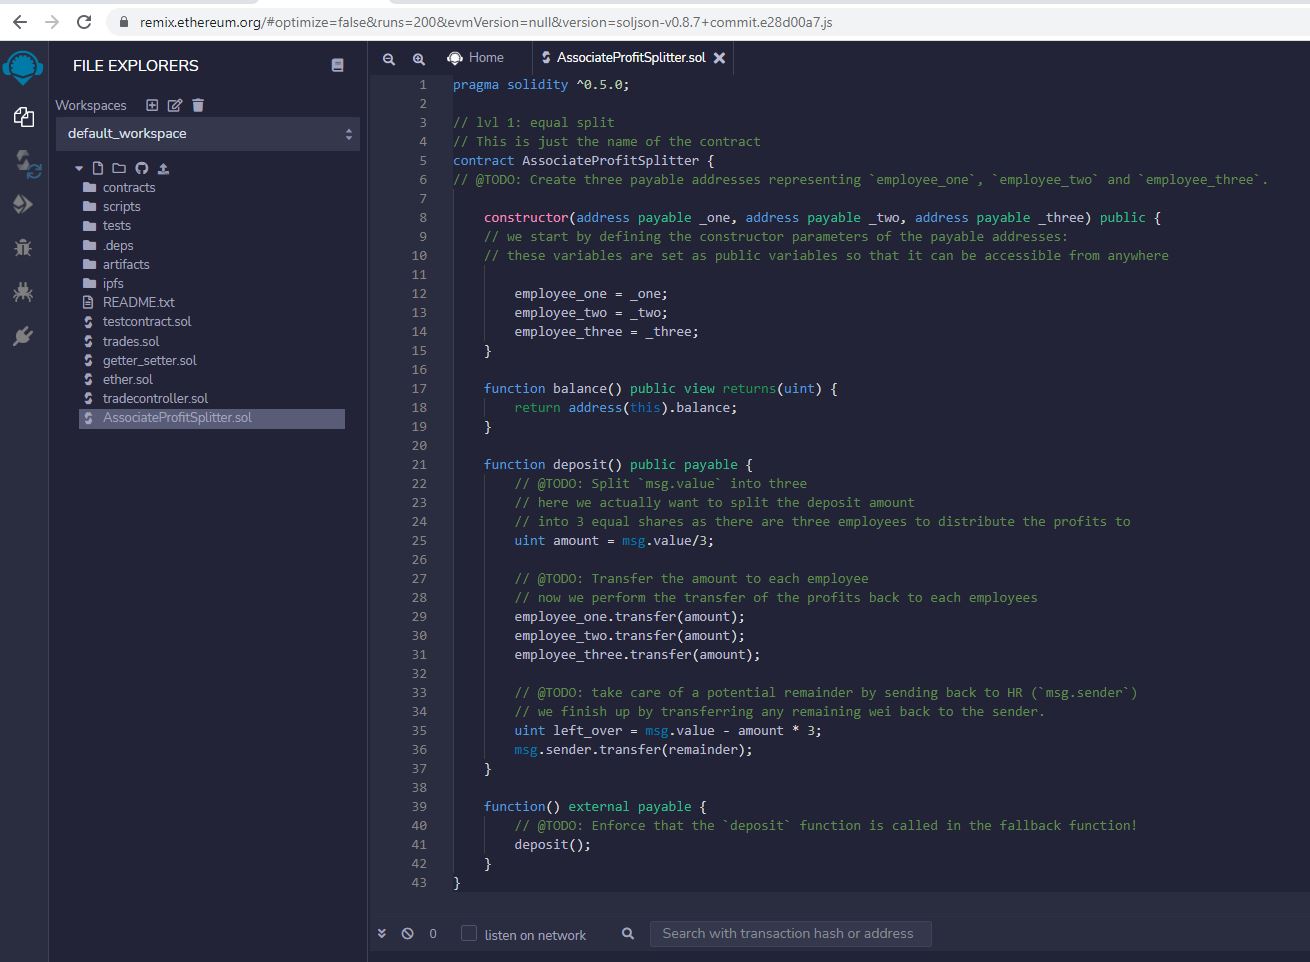 remix.ethereum.org/#optimize=false&runs=200&evmVersion=null&version=soljson-v0.8.7+commit.e28d00a7.js
FILE EXPLORERS
Workspaces
default_workspace
contracts
scripts
tests
.deps
artifacts
ipfs
README.txt
testcontract.sol
trades.sol
getter_setter.sol
ether.sol
tradecontroller.sol
AssociateProfitSplitter.sol
Home
AssociateProfitSplitter.sol
1 pragma solidity ^0.5.0;
2
3 // lvl 1: equal split
4 // This is just the name of the contract
5 contract AssociateProfitSplitter {
6 // @TODO: Create three payable addresses representing `employee_one`, `employee_two` and `employee_three`.
7
8 constructor(address payable _one, address payable _two, address payable _three) public {
9 // we start by defining the constructor parameters of the payable addresses:
10 // these variables are set as public variables so that it can be accessible from anywhere
11
12 employee_one = _one;
13 employee_two = _two;
14 employee_three = _three;
15 }
16
17 function balance() public view returns(uint) {
18 return address(this).balance;
19 }
20
21 function deposit() public payable {
22 // @TODO: Split `msg.value` into three
23 // here we actually want to split the deposit amount
24 // into 3 equal shares as there are three employees to distribute the profits to
25 uint amount = msg.value/3;
26
27 // @TODO: Transfer the amount to each employee
28 // now we perform the transfer of the profits back to each employees
29 employee_one.transfer(amount);
30 employee_two.transfer(amount);
31 employee_three.transfer(amount);
32
33 // @TODO: take care of a potential remainder by sending back to HR (`msg.sender`)
34 // we finish up by transferring any remaining wei back to the sender.
35 uint left_over = msg.value - amount * 3;
36 msg.sender.transfer(remainder);
37 }
38
39 function() external payable {
40 // @TODO: Enforce that the `deposit` function is called in the fallback function!
41 deposit();
42 }
43 }
0 listen on network Search with transaction hash or address